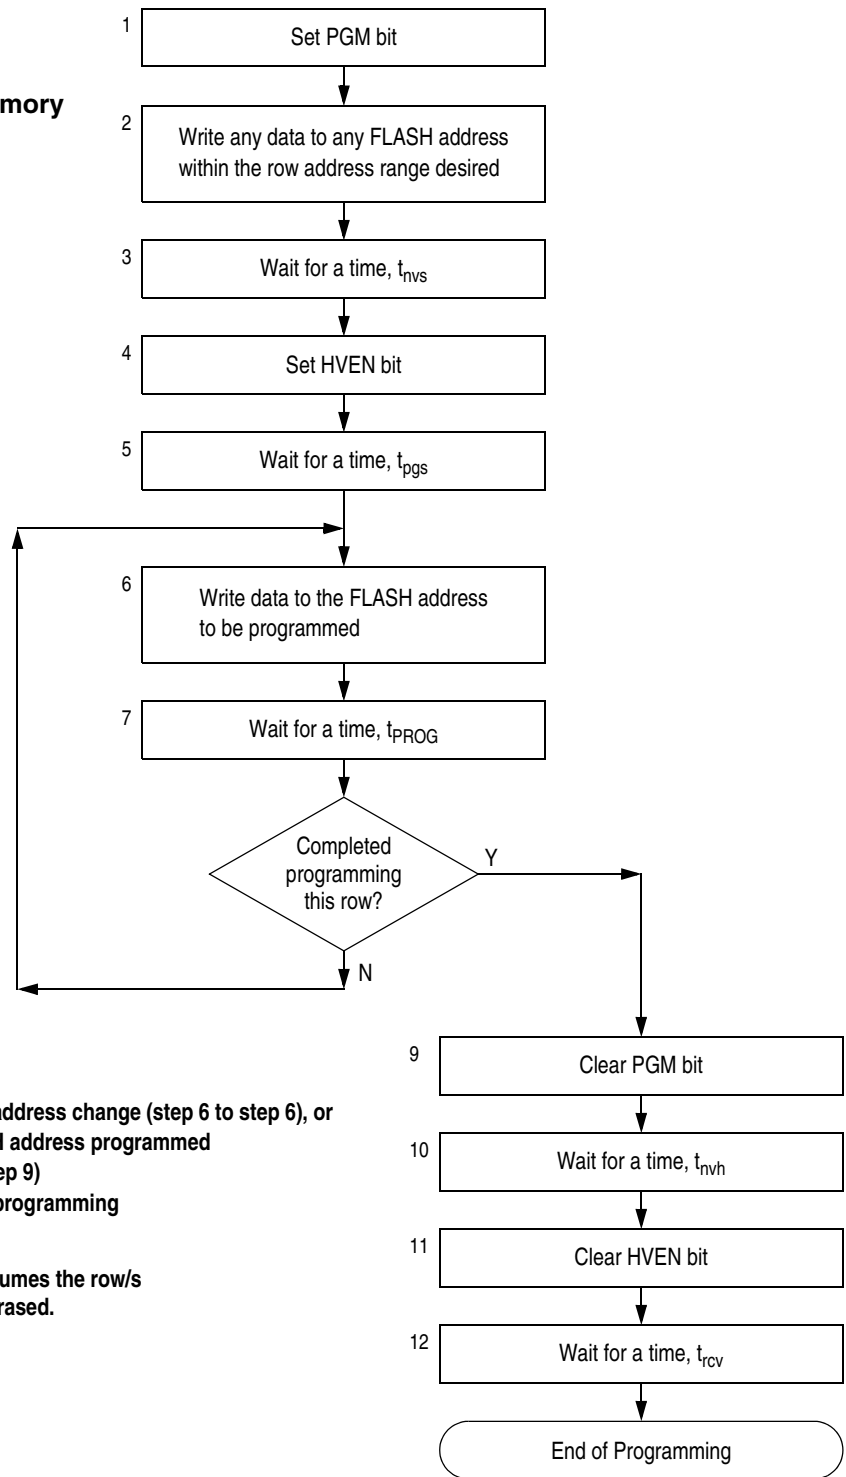 1
Set PGM bit
2
Write any data to any FLASH address
within the row address range desired
3
Wait for a time, tnvs
4
Set HVEN bit
5
Wait for a time, tpgs
6
Write data to the FLASH address
to be programmed
7
Wait for a time, tPROG
Completed
programming
this row?
Y
N
9
Clear PGM bit
address change (step 6 to step 6), or
address programmed
9)
10
Wait for a time, tnvh
programming
11
Clear HVEN bit
the row/s
12
Wait for a time, trcv
End of Programming